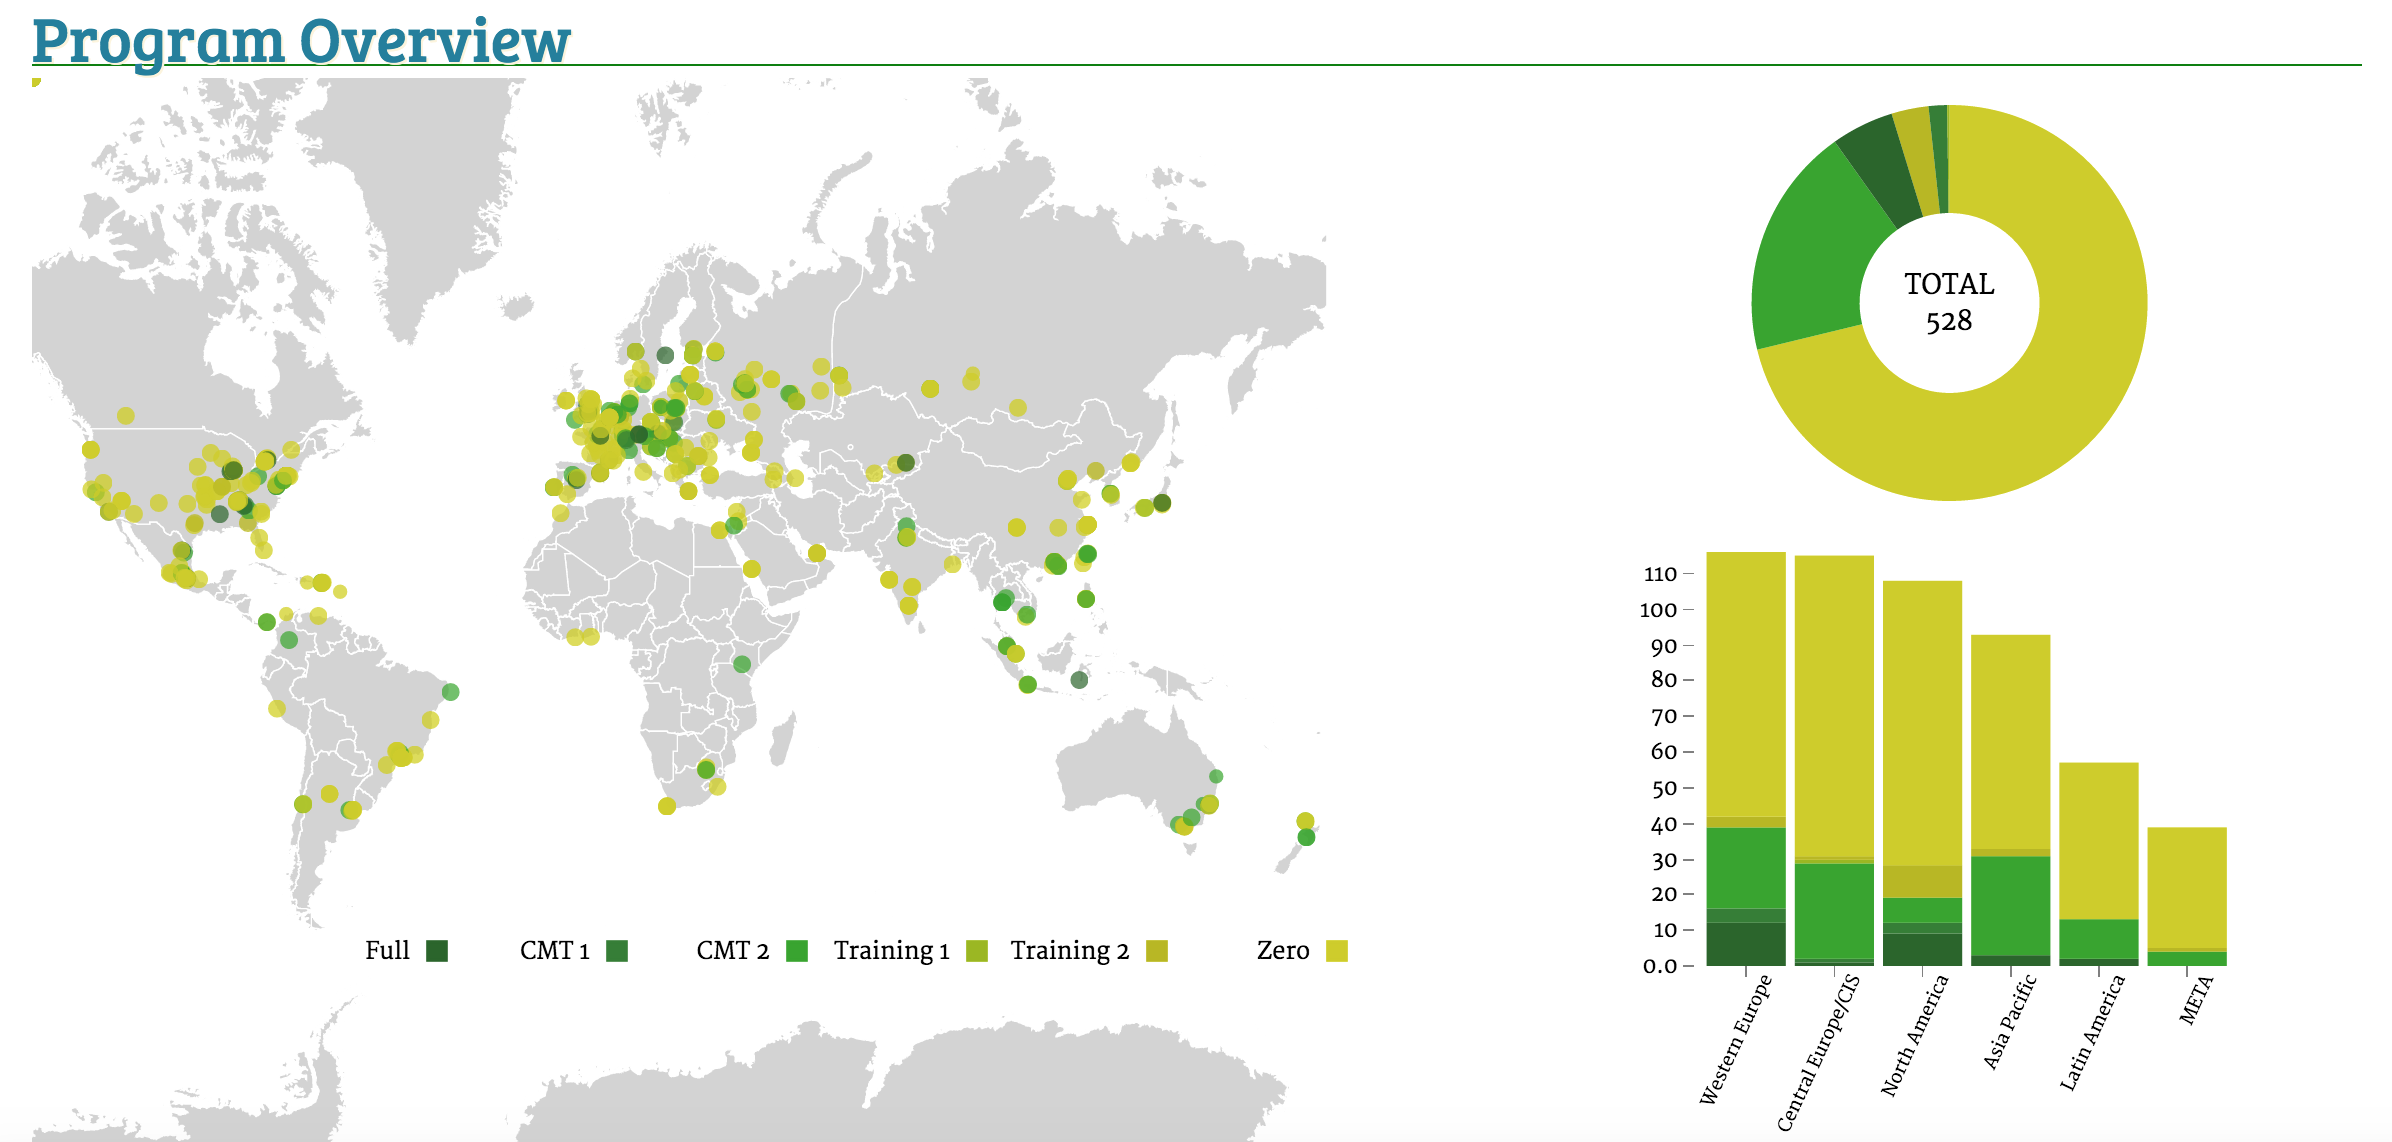 Program Overview
TOTAL
528
Full
CMT 1
CMT 2
Training 1
Training 2
Zero
110
100
90
80
70
60
50
40
30
20
10
0.0
Western Europe
Central Europe/CIS
North America
Asia Pacific
Latin America
META